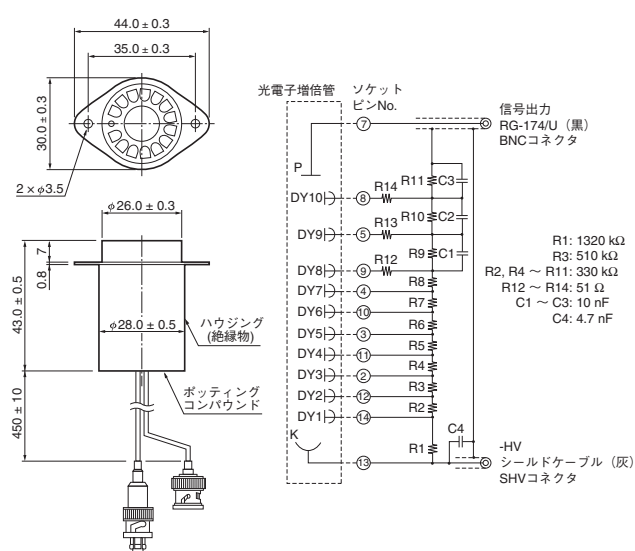 44.0 ± 0.3
35.0 ± 0.3
30.0 ± 0.3
2 × φ3.5
φ26.0 ± 0.3
7
0.8
43.0 ± 0.5
φ28.0 ± 0.5
ハウジング
(絶縁物)
450 ± 10
ポッティング
コンパウンド
光電子増倍管
ソケット
ピンNo.
信号出力
RG-174/U（黒）
BNCコネクタ
P
7
R11
C3
DY10
8
R14
R10
C2
DY9
5
R13
R9
C1
DY8
9
R12
R8
DY7
4
R7
DY6
10
R6
DY5
3
R5
DY4
11
R4
DY3
2
R3
DY2
12
R2
DY1
14
K
R1
C4
13
R1: 1320 kΩ
R3: 510 kΩ
R2, R4 ～ R11: 330 kΩ
R12 ～ R14: 51 Ω
C1 ～ C3: 10 nF
C4: 4.7 nF
-HV
シールドケーブル（灰）
SHVコネクタ